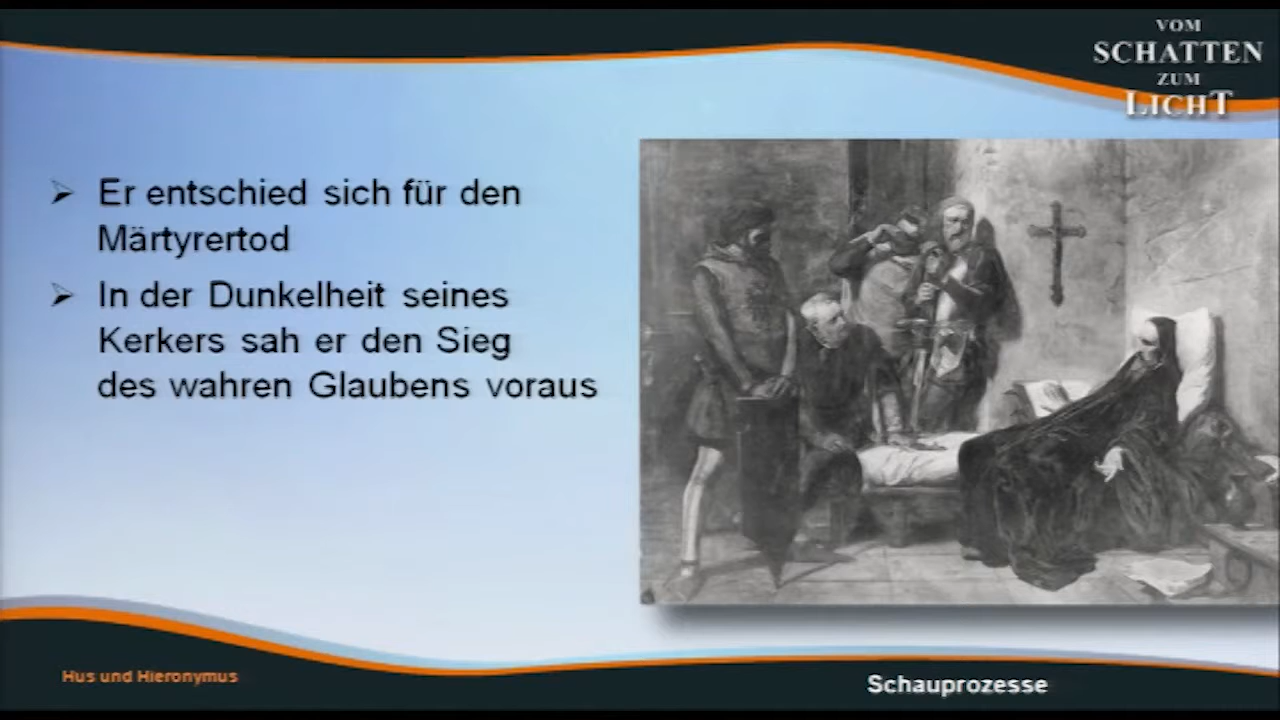 VOM
SCHATTEN
ZUM
LICHT
Er entschied sich für den
Märtyrertod
In der Dunkelheit seines
Kerkers sah er den Sieg
des wahren Glaubens voraus
Hus und Hieronymus
Schauprozesse